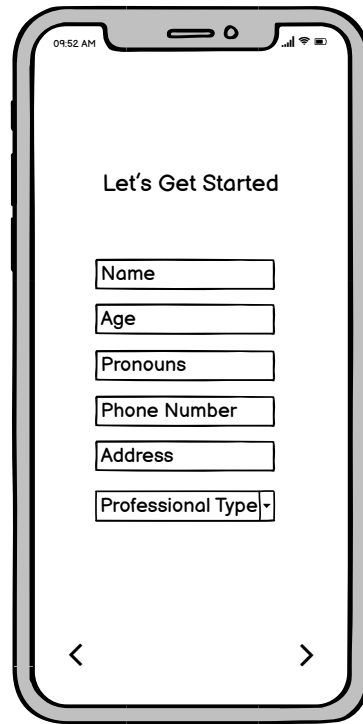 09:52 AM
Let's Get Started
Name
Age
Pronouns
Phone Number
Address
Professional Type